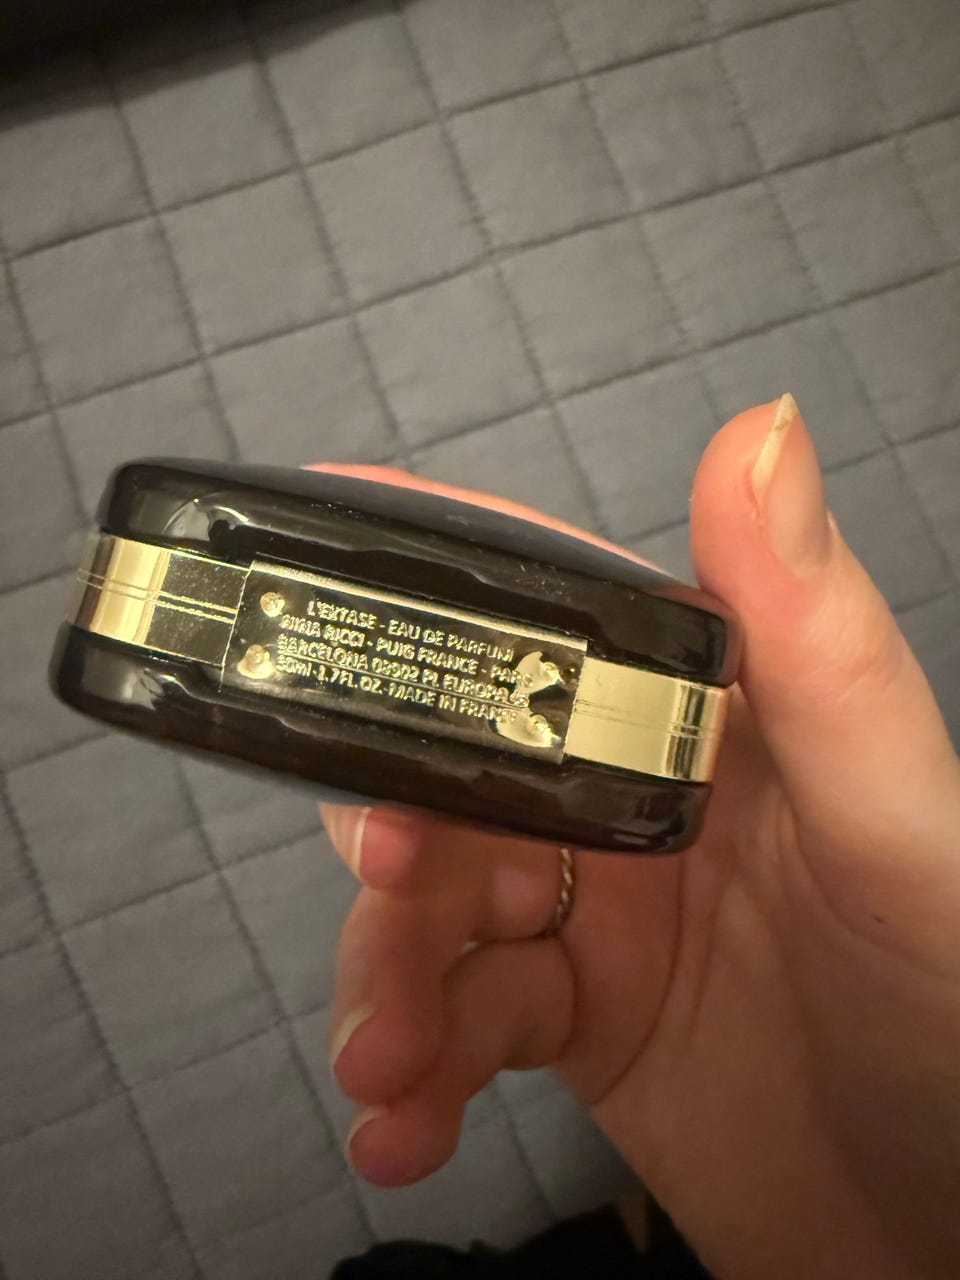 L'EXTASE - EAU DE PARFUM
NINA RICCI - PUIG FRANCE - PARIS
BARCELONA 08902 PL EUROPA
50ml-1.7FL. OZ.-MADE IN FRANCE